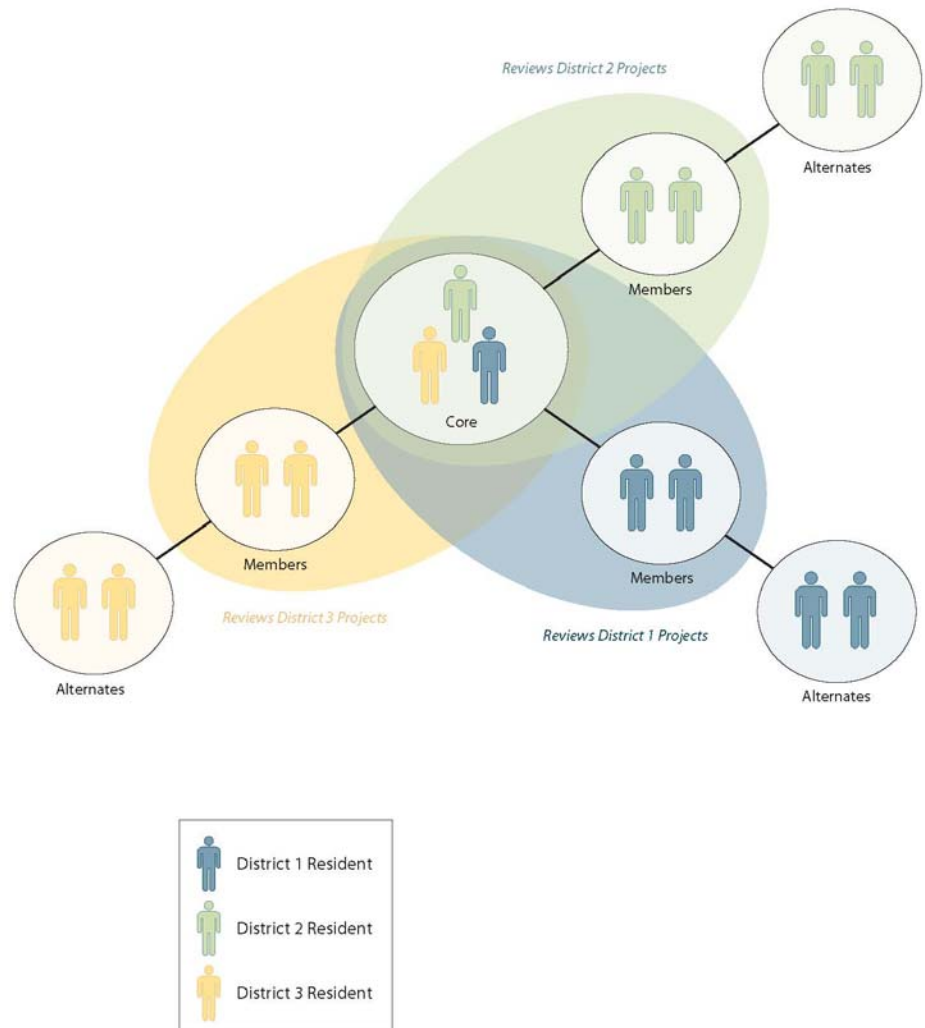 Reviews District 2 Projects
Alternates
Members
Core
Members
Members
Reviews District 3 Projects
Reviews District 1 Projects
Alternates
Alternates
District 1 Resident
District 2 Resident
District 3 Resident